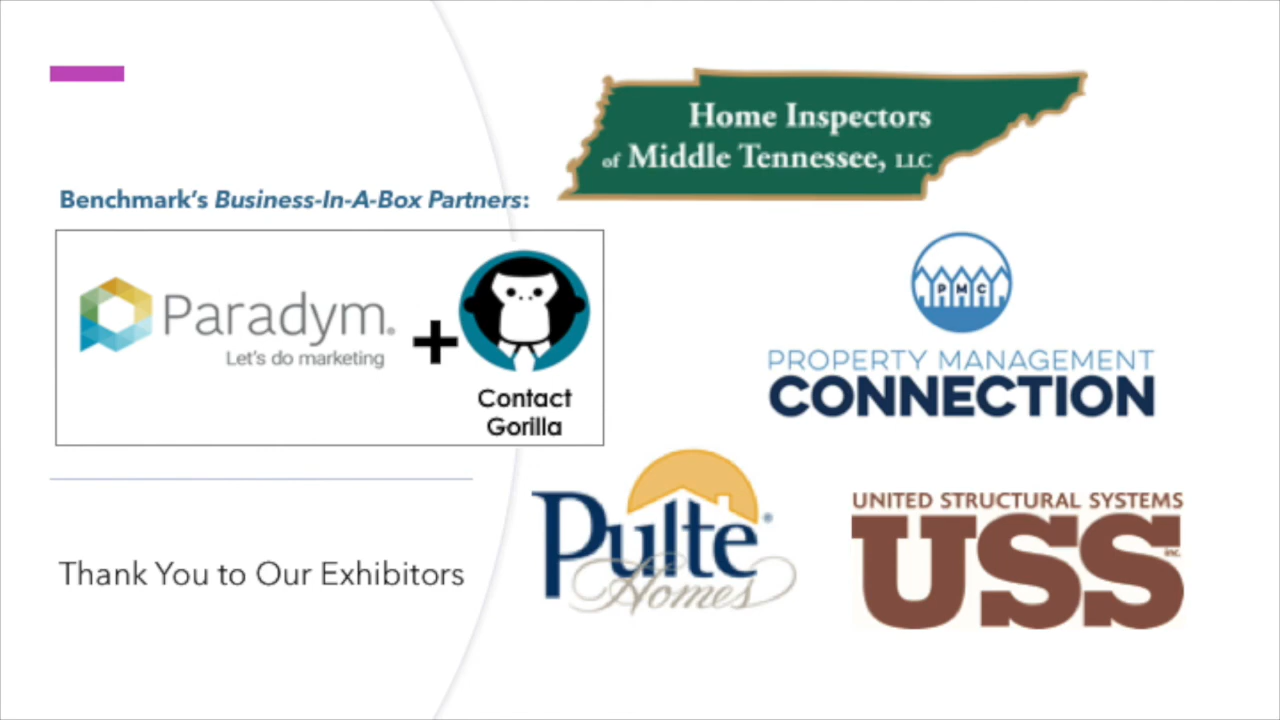 Benchmark's Business-In-A-Box Partners:
Paradym®
Let's do marketing
+
Contact
Gorilla
Thank You to Our Exhibitors
Home Inspectors
of Middle Tennessee, LLC
PMC
PROPERTY MANAGEMENT
CONNECTION
Pulte®
Homes
UNITED STRUCTURAL SYSTEMS
USS
inc.